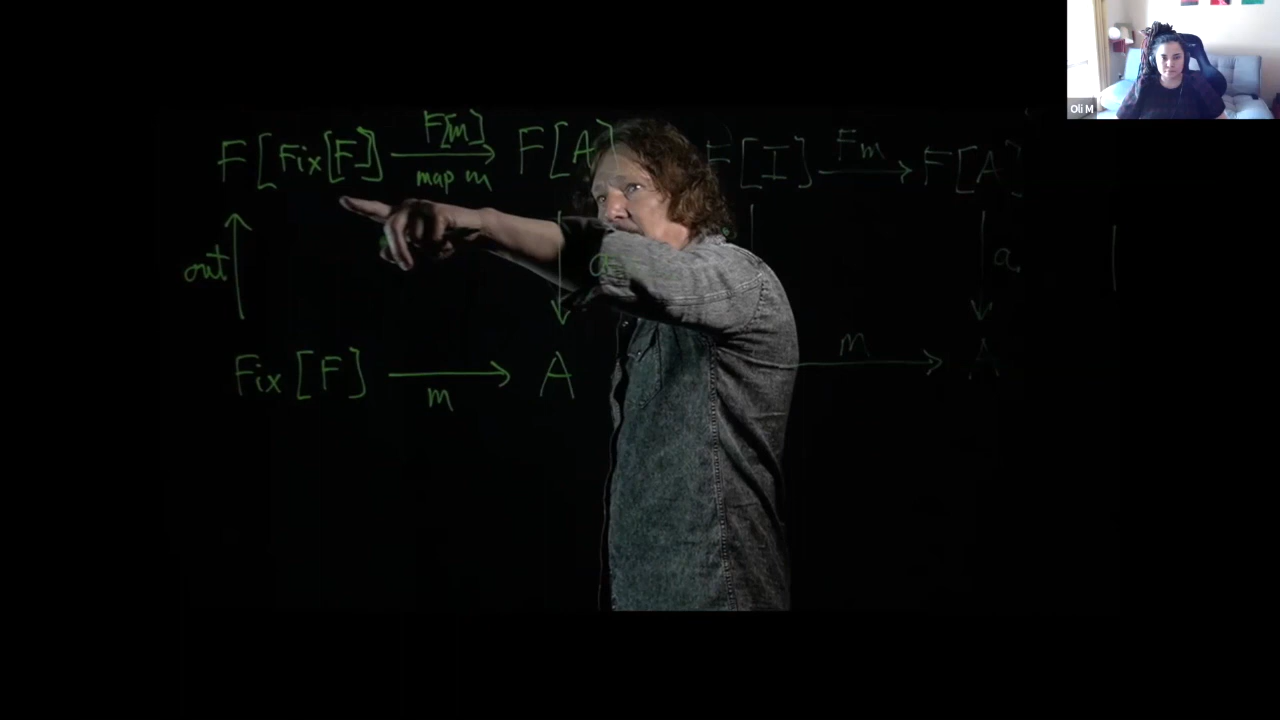 F[m]
F[Fix[F]] F[A] F[I] Fm F[A]
map m
out a a
Fix[F] m A m A
Oli M